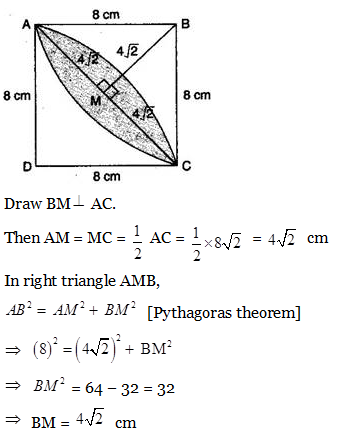 8 cm
A
B
4√2
4√2
8 cm
8 cm
M
4√2
D
C
8 cm
Draw BM ⊥ AC.
Then AM = MC = 1/2 AC = 1/2 × 8√2 = 4√2 cm
In right triangle AMB,
AB² = AM² + BM² [Pythagoras theorem]
⇒ (8)² = (4√2)² + BM²
⇒ BM² = 64 – 32 = 32
⇒ BM = 4√2 cm